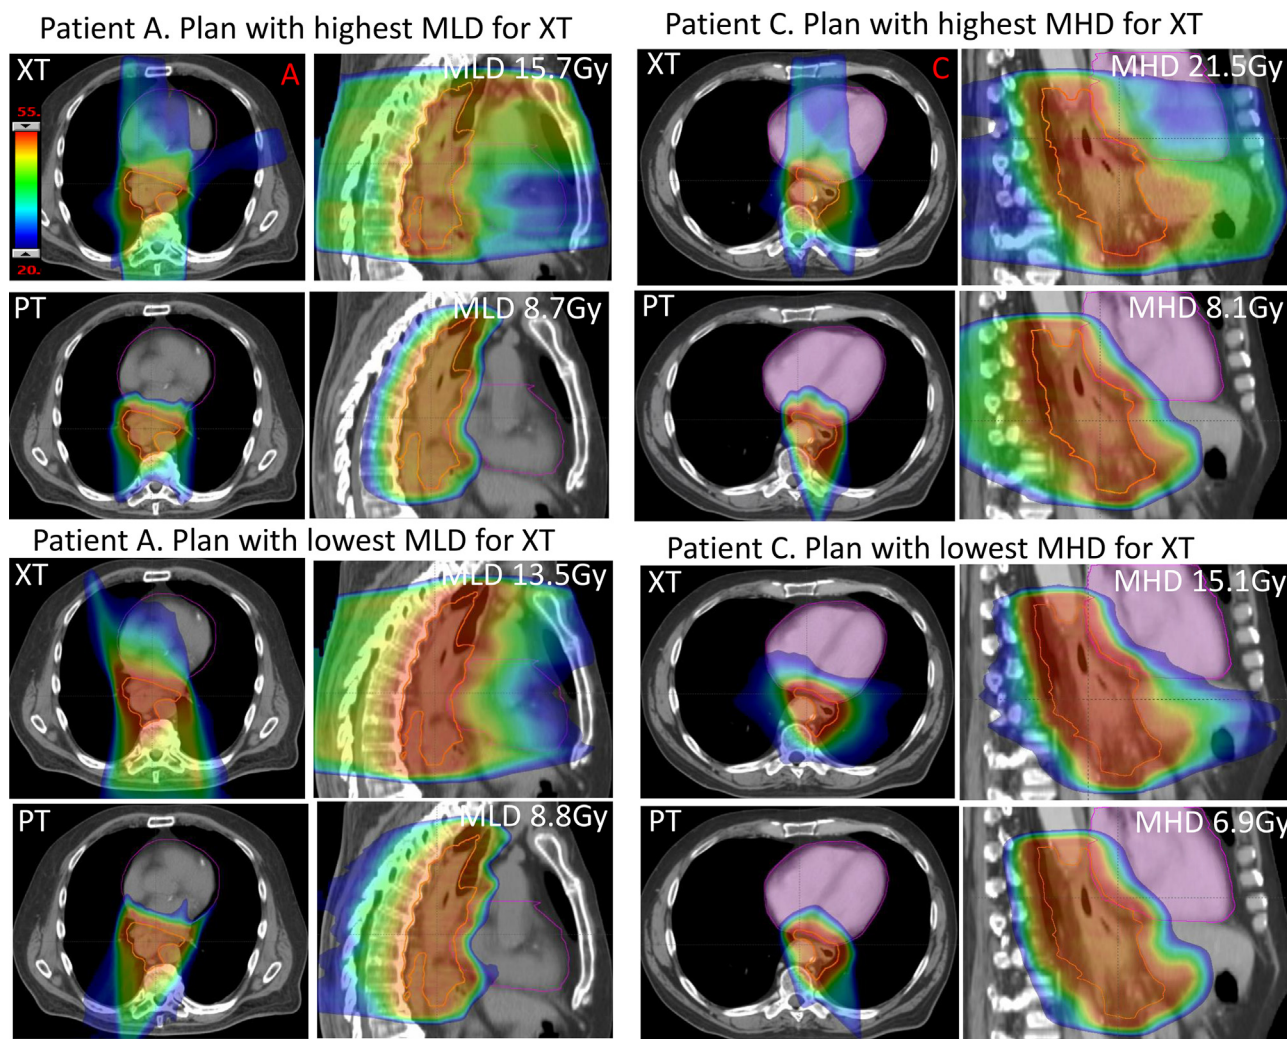 Patient A. Plan with highest MLD for XT
Patient C. Plan with highest MHD for XT
XT
A
MLD 15.7Gy
XT
C
MHD 21.5Gy
55.
20.
PT
MLD 8.7Gy
PT
MHD 8.1Gy
Patient A. Plan with lowest MLD for XT
Patient C. Plan with lowest MHD for XT
XT
MLD 13.5Gy
XT
MHD 15.1Gy
PT
MLD 8.8Gy
PT
MHD 6.9Gy